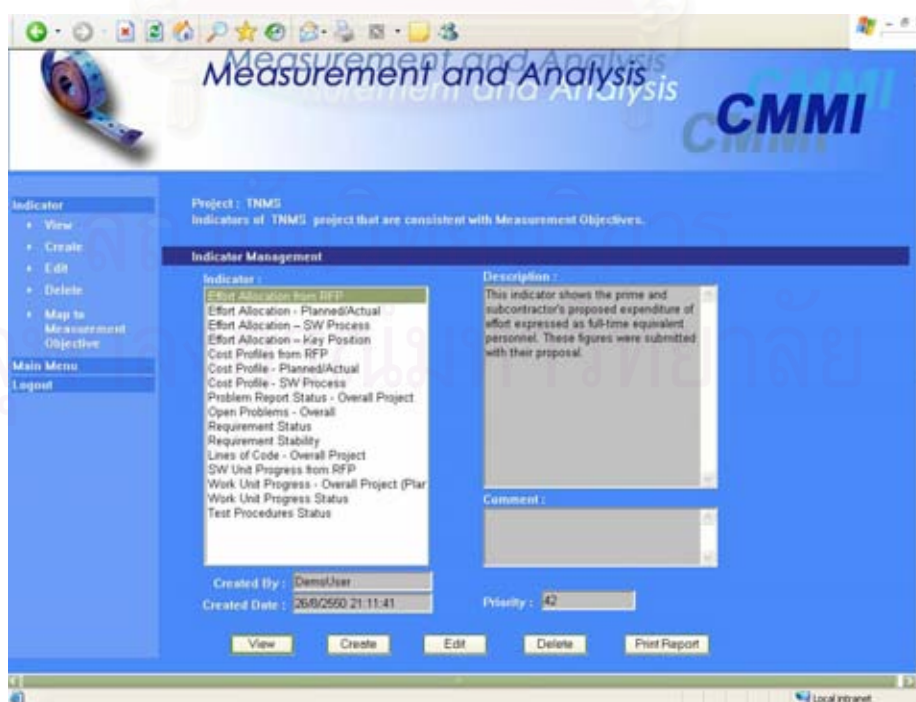 Measurement and Analysis
CMMI
Indicator
View
Create
Edit
Delete
Map to
Measurement
Objective
Main Menu
Logout
Project : TNMS
Indicators of TNMS project that are consistent with Measurement Objectives.
Indicator Management
Indicator :
Effort Allocation from RFP
Effort Allocation - Planned/Actual
Effort Allocation – SW Process
Effort Allocation – Key Position
Cost Profiles from RFP
Cost Profile - Planned/Actual
Cost Profile - SW Process
Problem Report Status - Overall Project
Open Problems - Overall
Requirement Status
Requirement Stability
Lines of Code - Overall Project
SW Unit Progress from RFP
Work Unit Progress - Overall Project (Plar
Work Unit Progress Status
Test Procedures Status
Description :
This indicator shows the prime and
subcontractor's proposed expenditure of
effort expressed as full-time equivalent
personnel. These figures were submitted
with their proposal.
Comment :
Created By : DemoUser
Created Date : 26/8/2550 21:11:41
Priority : 42
View Create Edit Delete Print Report
Local intranet